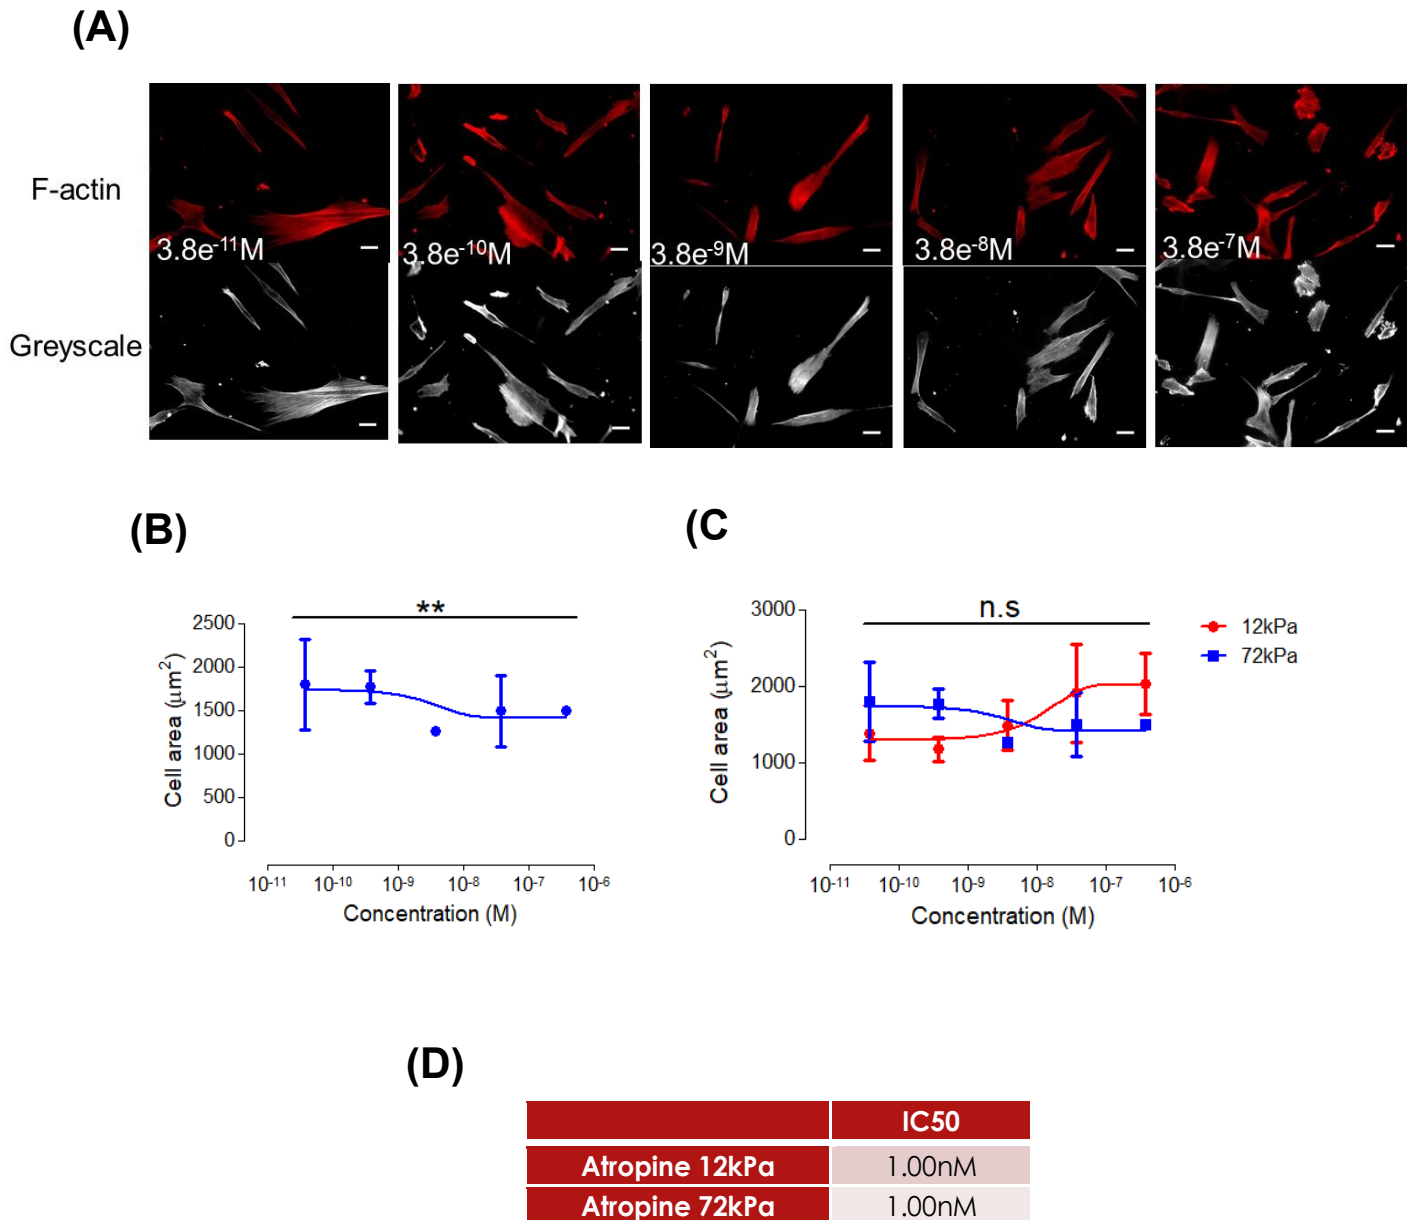 (A)
F-actin
3.8e⁻¹¹M
3.8e⁻¹⁰M
3.8e⁻⁹M
3.8e⁻⁸M
3.8e⁻⁷M
Greyscale
(B)
**
2500
2000
1500
1000
500
0
Cell area (µm²)
10⁻¹¹ 10⁻¹⁰ 10⁻⁹ 10⁻⁸ 10⁻⁷ 10⁻⁶
Concentration (M)
(C
n.s
3000
2000
1000
0
Cell area (µm²)
10⁻¹¹ 10⁻¹⁰ 10⁻⁹ 10⁻⁸ 10⁻⁷ 10⁻⁶
Concentration (M)
12kPa
72kPa
(D)
IC50
Atropine 12kPa 1.00nM
Atropine 72kPa 1.00nM